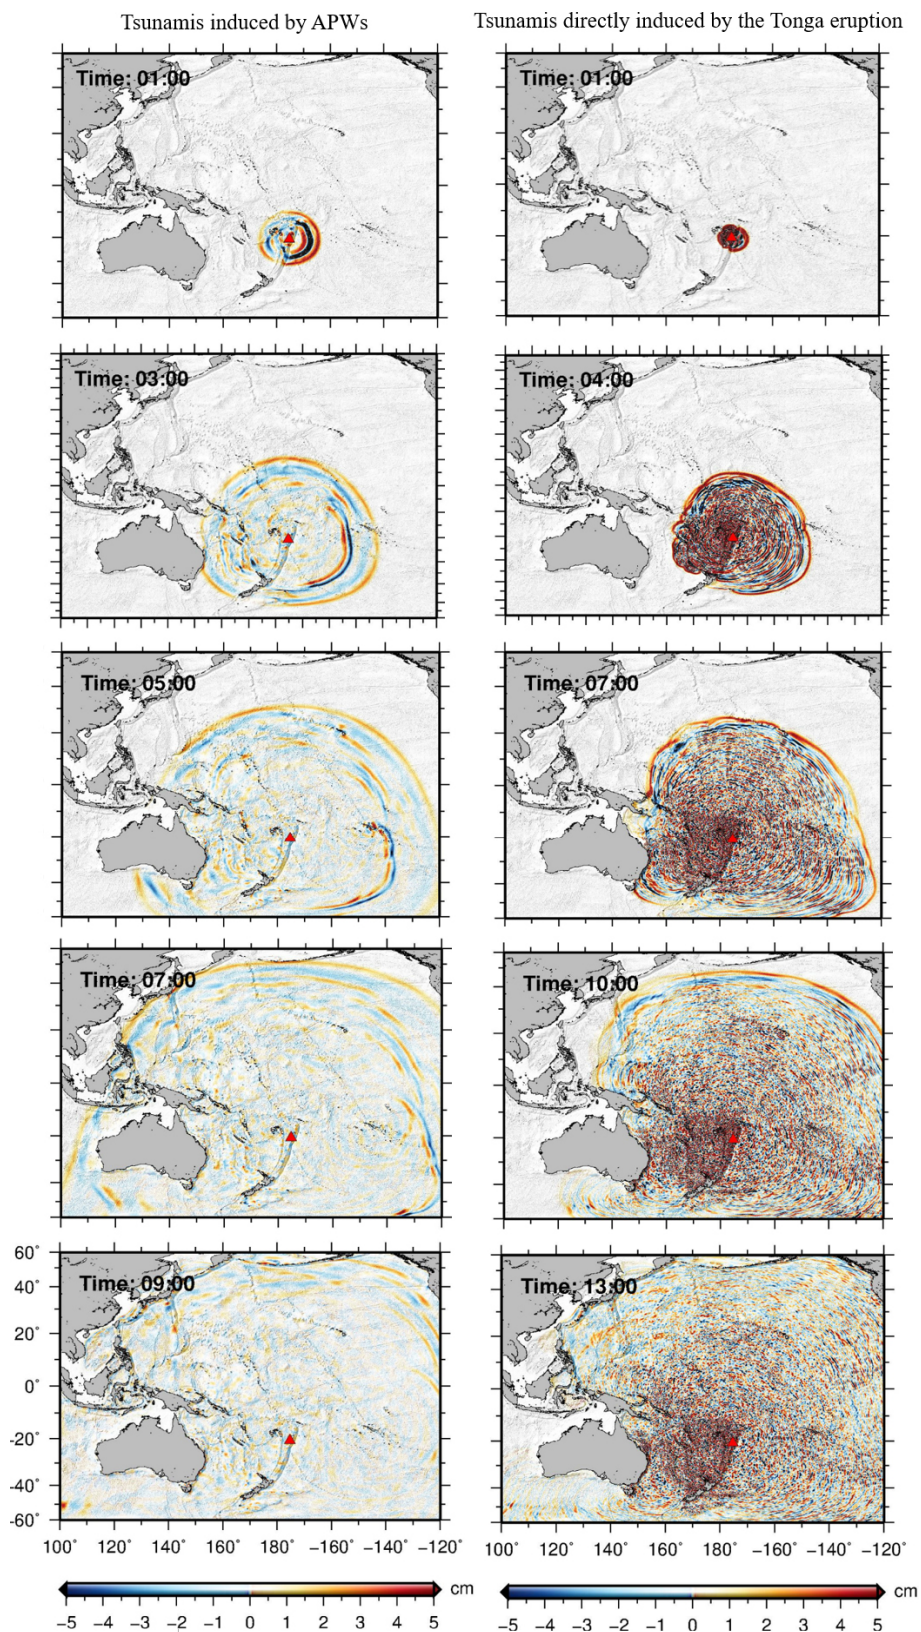 Tsunamis induced by APWs
Tsunamis directly induced by the Tonga eruption
Time: 01:00
Time: 01:00
Time: 03:00
Time: 04:00
Time: 05:00
Time: 07:00
Time: 07:00
Time: 10:00
Time: 09:00
Time: 13:00
60°
40°
20°
0°
-20°
-40°
-60°
100° 120° 140° 160° 180° -160° -140° -120°
100° 120° 140° 160° 180° -160° -140° -120°
-5 -4 -3 -2 -1 0 1 2 3 4 5 cm
-5 -4 -3 -2 -1 0 1 2 3 4 5 cm